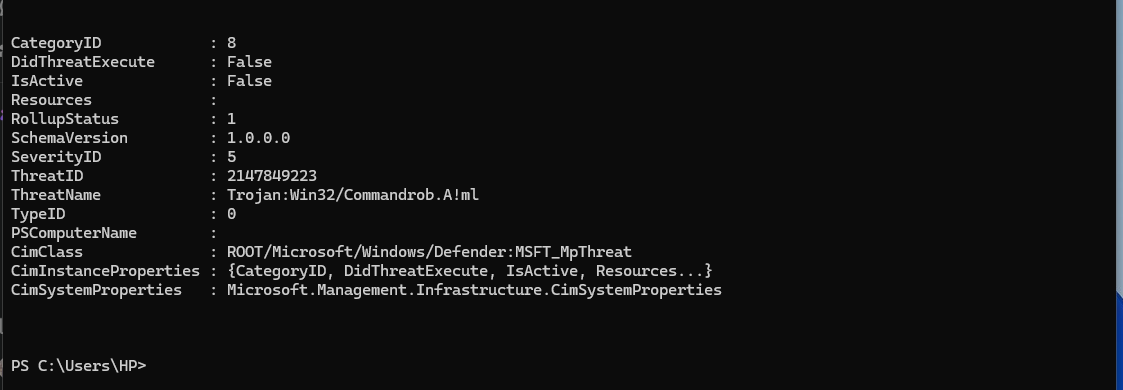 CategoryID : 8
DidThreatExecute : False
IsActive : False
Resources :
RollupStatus : 1
SchemaVersion : 1.0.0.0
SeverityID : 5
ThreatID : 2147849223
ThreatName : Trojan:Win32/Commandrob.A!ml
TypeID : 0
PSComputerName :
CimClass : ROOT/Microsoft/Windows/Defender:MSFT_MpThreat
CimInstanceProperties : {CategoryID, DidThreatExecute, IsActive, Resources...}
CimSystemProperties : Microsoft.Management.Infrastructure.CimSystemProperties
PS C:\Users\HP>